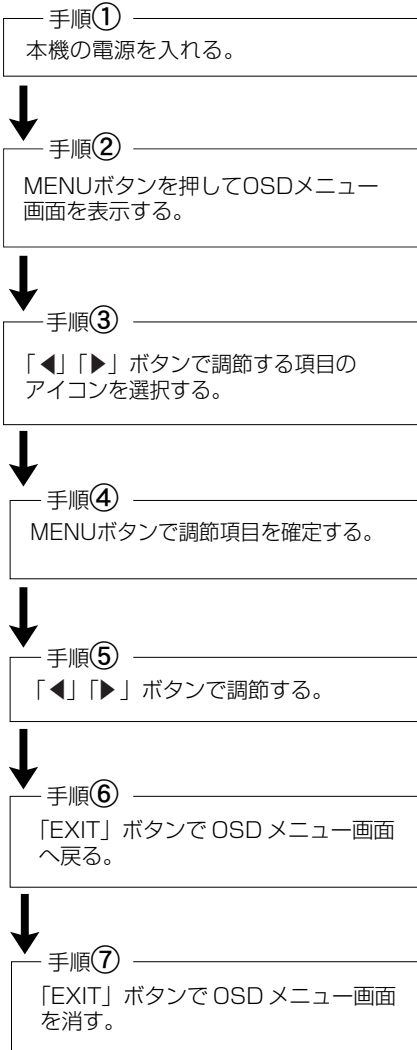 手順①
本機の電源を入れる。
手順②
MENUボタンを押してOSDメニュー
画面を表示する。
手順③
「◀」「▶」ボタンで調節する項目の
アイコンを選択する。
手順④
MENUボタンで調節項目を確定する。
手順⑤
「◀」「▶」ボタンで調節する。
手順⑥
「EXIT」ボタンで OSD メニュー画面
へ戻る。
手順⑦
「EXIT」ボタンで OSD メニュー画面
を消す。